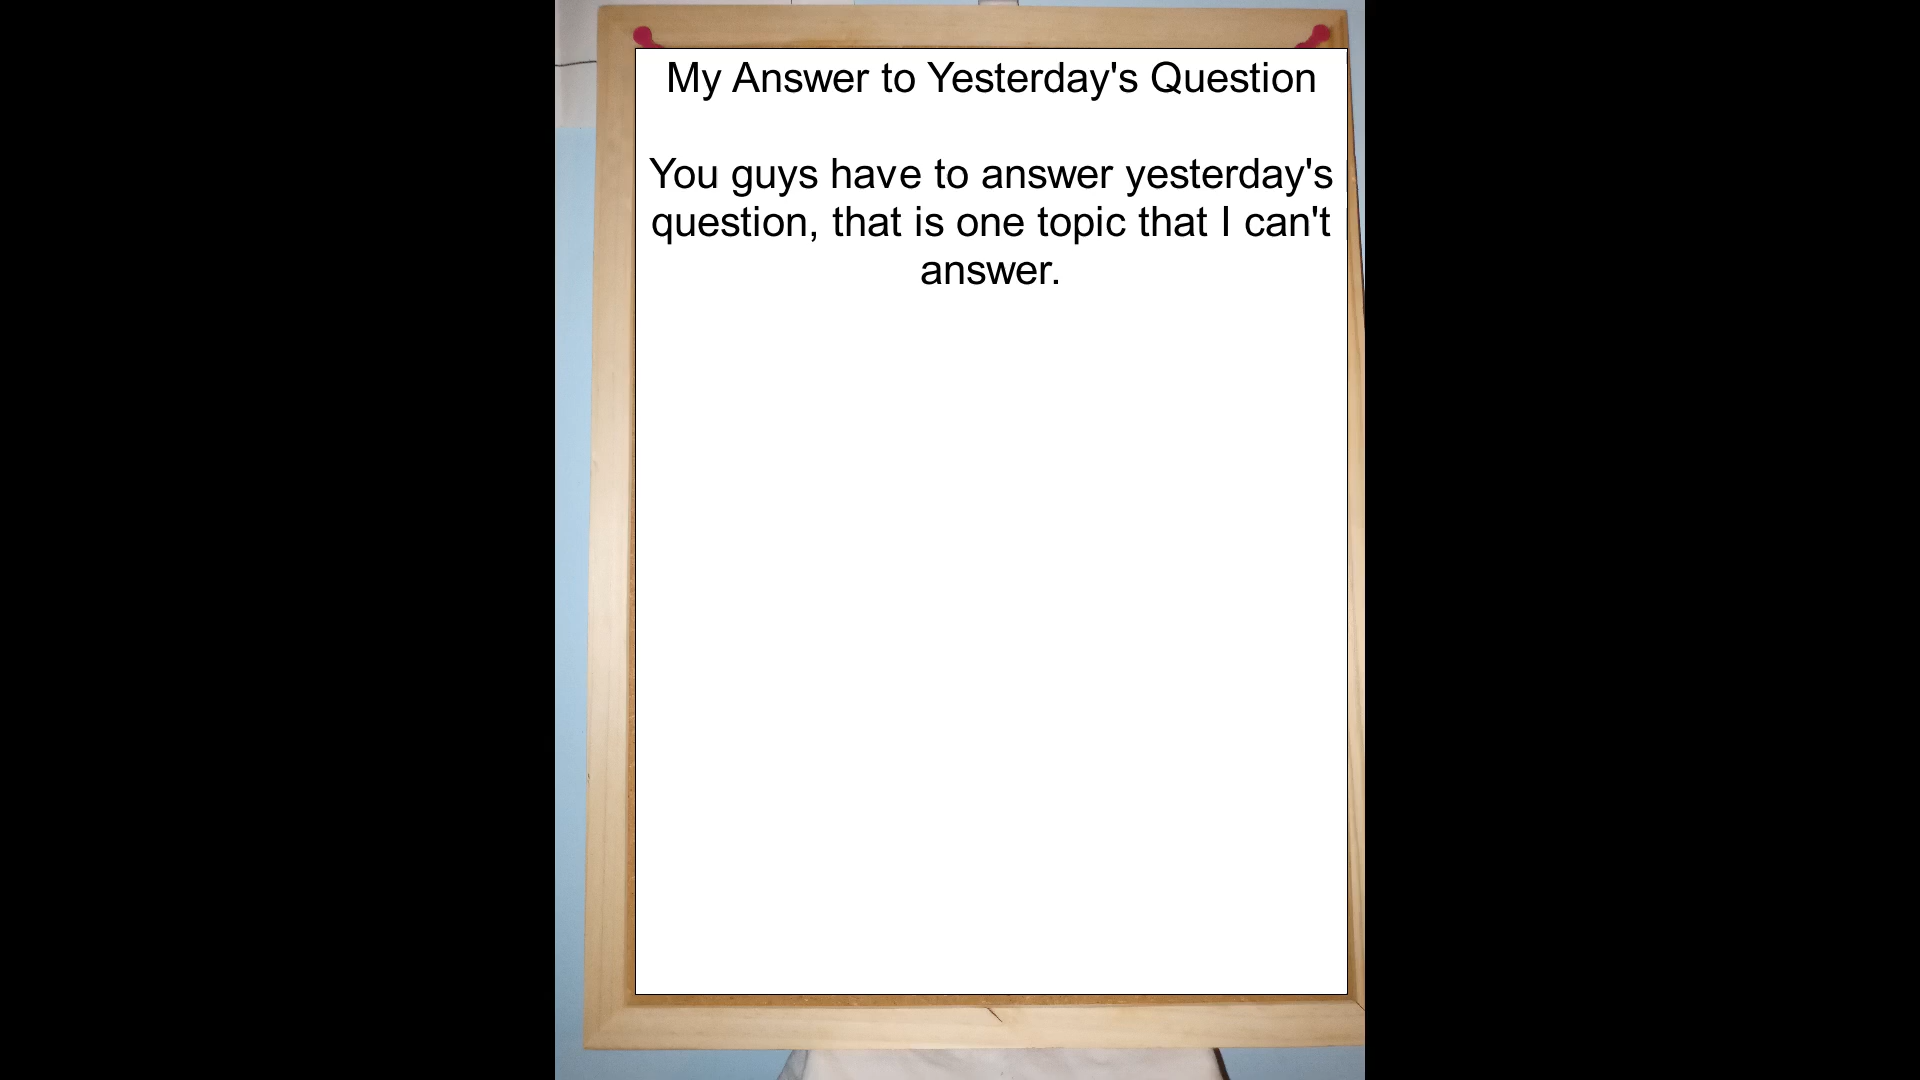 My Answer to Yesterday's Question
You guys have to answer yesterday's
question, that is one topic that I can't
answer.